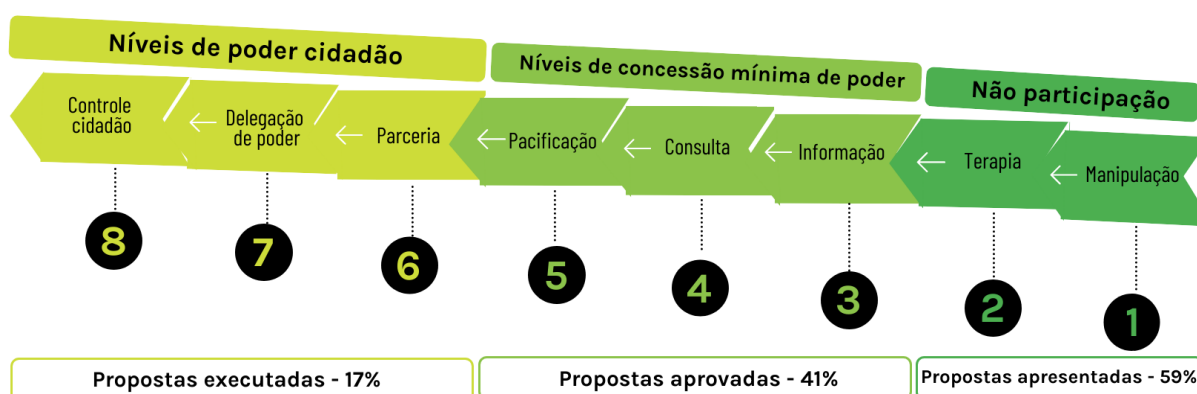 Níveis de poder cidadão
Níveis de concessão mínima de poder
Não participação
Controle
cidadão
Delegação
de poder
Parceria
Pacificação
Consulta
Informação
Terapia
Manipulação
8
7
6
5
4
3
2
1
Propostas executadas - 17%
Propostas aprovadas - 41%
Propostas apresentadas - 59%